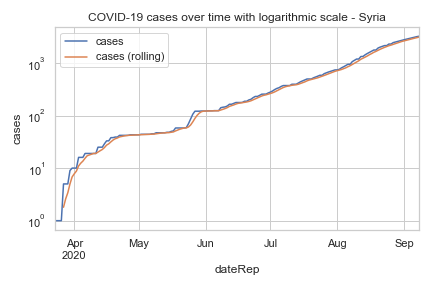 COVID-19 cases over time with logarithmic scale - Syria
cases
cases (rolling)
10³
10²
10¹
10⁰
cases
Apr
2020
May
Jun
Jul
Aug
Sep
dateRep